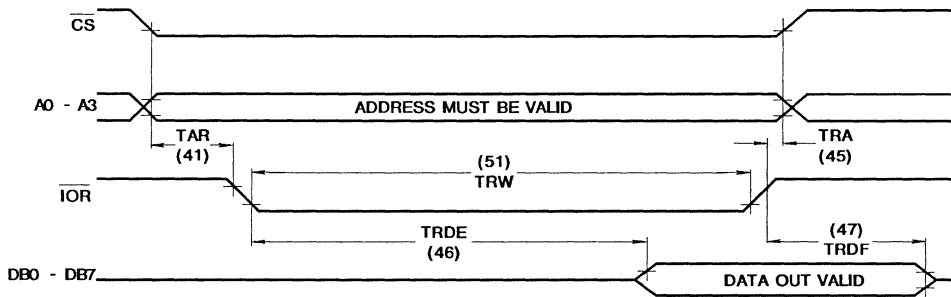 CS
A0 - A3
ADDRESS MUST BE VALID
TAR
(41)
TRA
(45)
(51)
TRW
IOR
TRDE
(46)
(47)
TRDF
DB0 - DB7
DATA OUT VALID